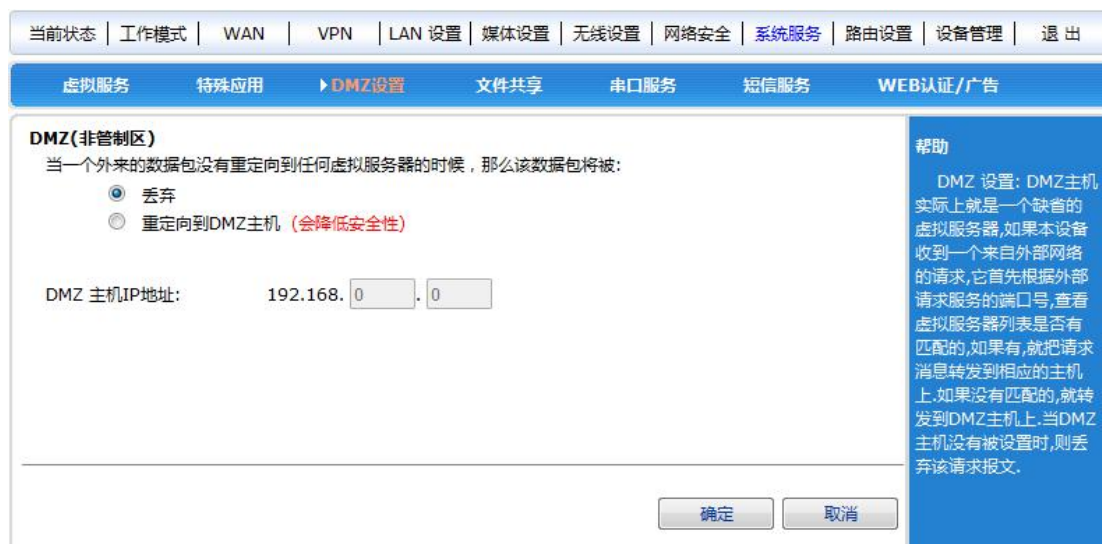 当前状态 | 工作模式 | WAN | VPN | LAN 设置 | 媒体设置 | 无线设置 | 网络安全 | 系统服务 | 路由设置 | 设备管理 | 退 出
虚拟服务 特殊应用 DMZ设置 文件共享 串口服务 短信服务 WEB认证/广告
DMZ(非管制区)
当一个外来的数据包没有重定向到任何虚拟服务器的时候，那么该数据包将被:
丢弃
重定向到DMZ主机 (会降低安全性)
DMZ 主机IP地址: 192.168. 0 . 0
确定 取消
帮助
DMZ 设置: DMZ主机
实际上就是一个缺省的
虚拟服务器,如果本设备
收到一个来自外部网络
的请求,它首先根据外部
请求服务的端口号,查看
虚拟服务器列表是否有
匹配的,如果有,就把请求
消息转发到相应的主机
上.如果没有匹配的,就转
发到DMZ主机上.当DMZ
主机没有被设置时,则丢
弃该请求报文.